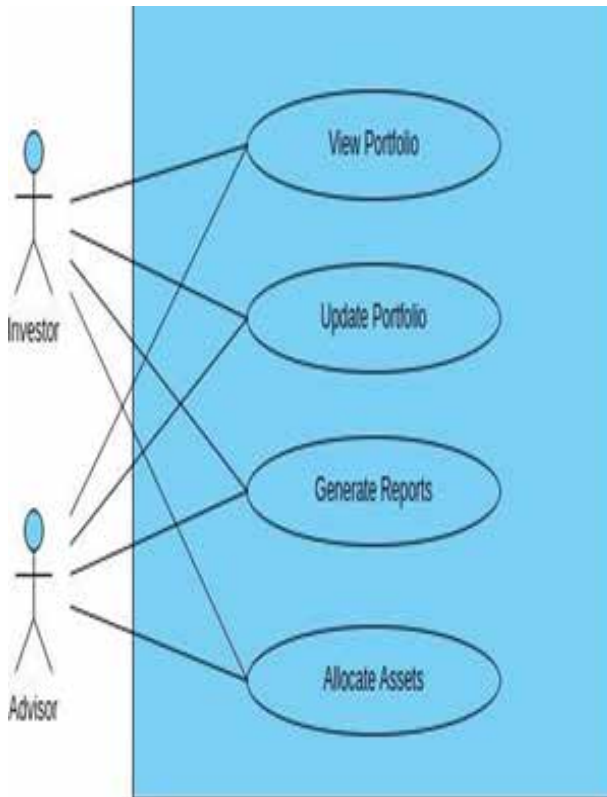 View Portfolio
Investor
Update Portfolio
Generate Reports
Allocate Assets
Advisor